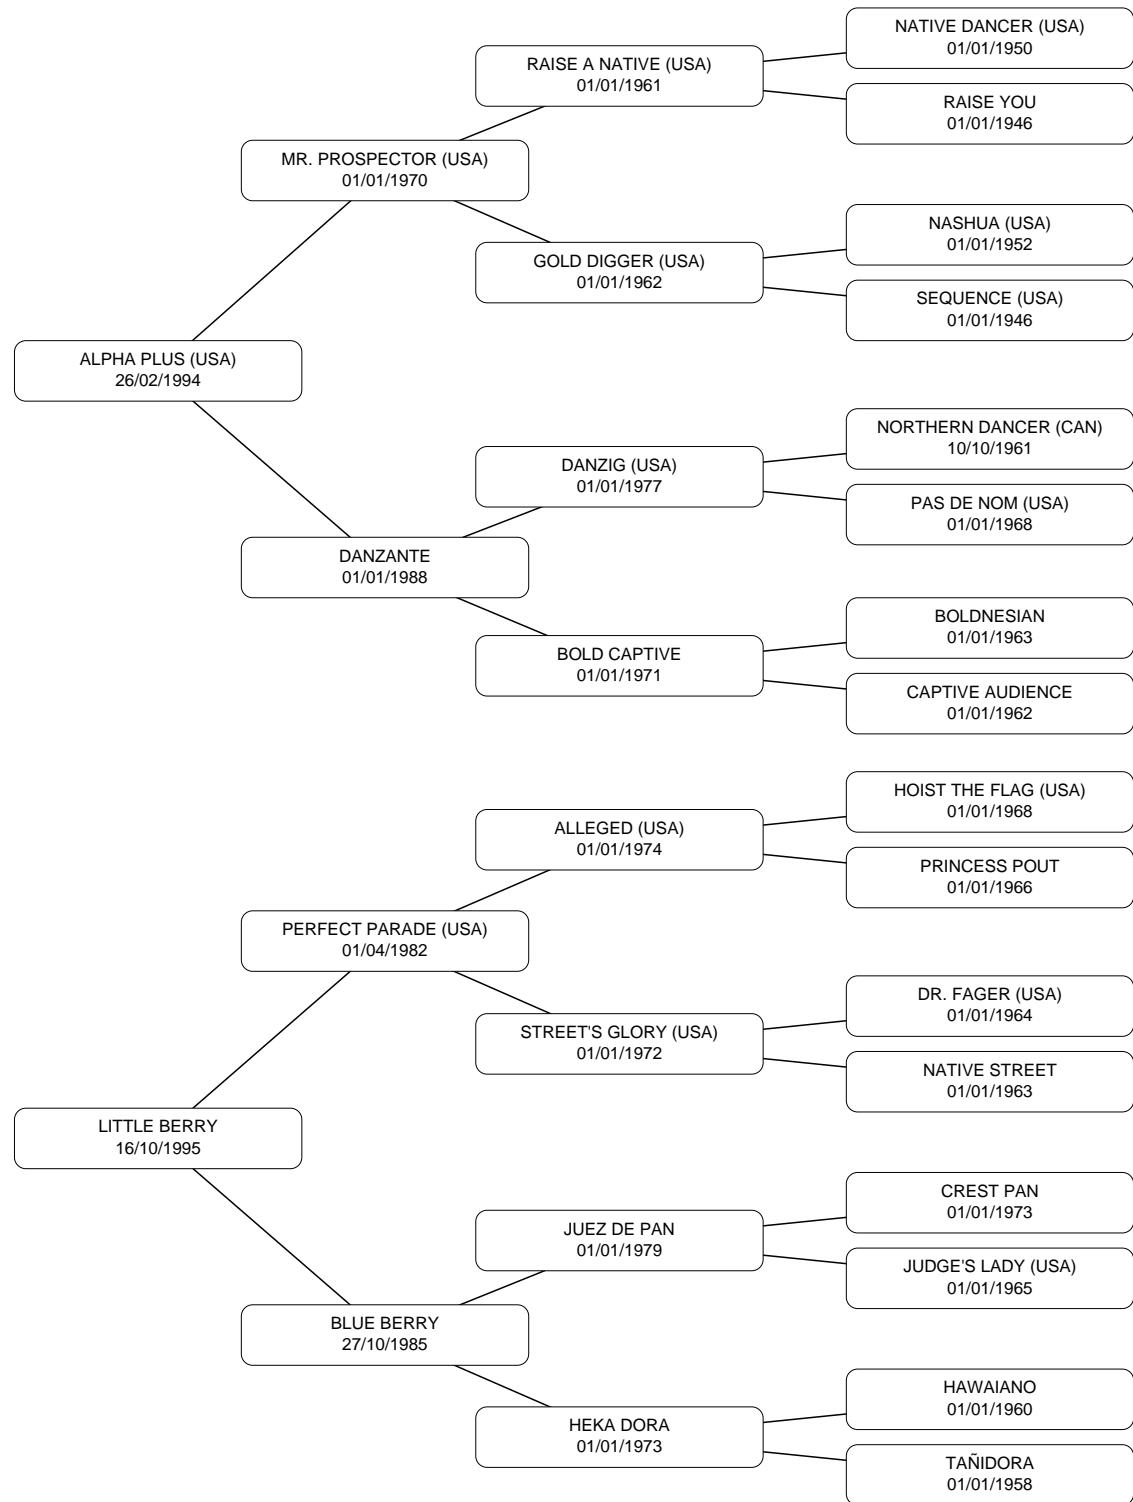 NATIVE DANCER (USA)
01/01/1950
RAISE A NATIVE (USA)
01/01/1961
RAISE YOU
01/01/1946
MR. PROSPECTOR (USA)
01/01/1970
NASHUA (USA)
01/01/1952
GOLD DIGGER (USA)
01/01/1962
SEQUENCE (USA)
01/01/1946
ALPHA PLUS (USA)
26/02/1994
NORTHERN DANCER (CAN)
10/10/1961
DANZIG (USA)
01/01/1977
PAS DE NOM (USA)
01/01/1968
DANZANTE
01/01/1988
BOLDNESIAN
01/01/1963
BOLD CAPTIVE
01/01/1971
CAPTIVE AUDIENCE
01/01/1962
HOIST THE FLAG (USA)
01/01/1968
ALLEGED (USA)
01/01/1974
PRINCESS POUT
01/01/1966
PERFECT PARADE (USA)
01/04/1982
DR. FAGER (USA)
01/01/1964
STREET'S GLORY (USA)
01/01/1972
NATIVE STREET
01/01/1963
LITTLE BERRY
16/10/1995
CREST PAN
01/01/1973
JUEZ DE PAN
01/01/1979
JUDGE'S LADY (USA)
01/01/1965
BLUE BERRY
27/10/1985
HAWAIANO
01/01/1960
HEKA DORA
01/01/1973
TAÑIDORA
01/01/1958